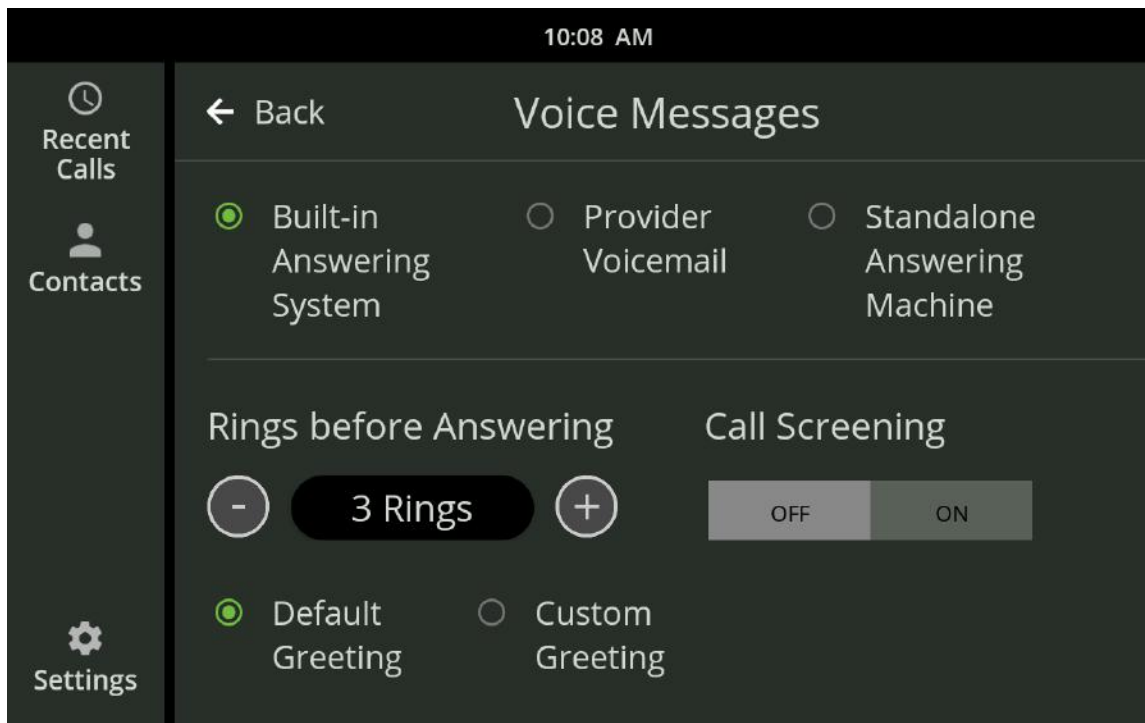 10:08 AM
Recent
Calls
Contacts
Settings
Back
Voice Messages
Built-in
Answering
System
Provider
Voicemail
Standalone
Answering
Machine
Rings before Answering
Call Screening
-
3 Rings
+
OFF
ON
Default
Greeting
Custom
Greeting